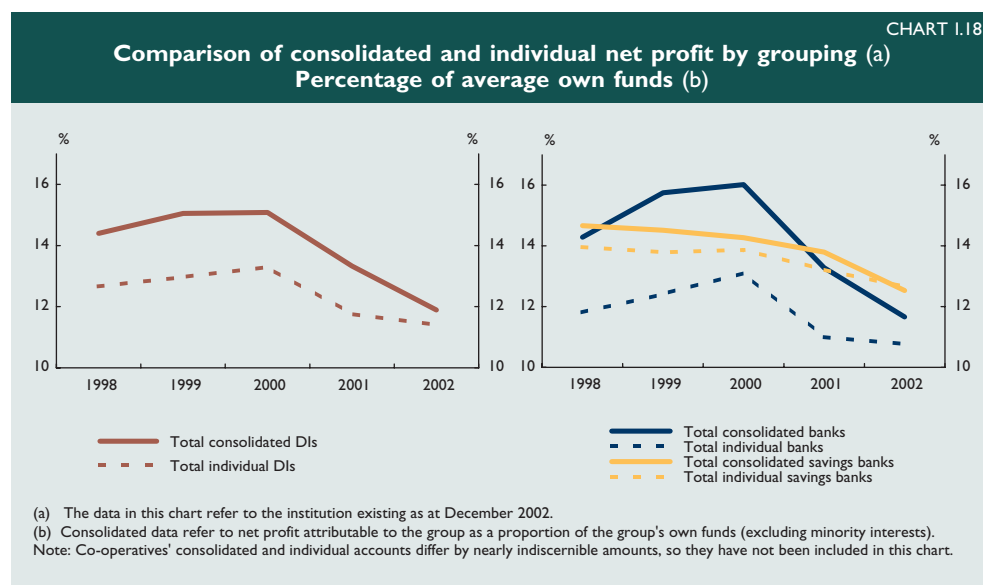 CHART I.18
Comparison of consolidated and individual net profit by grouping (a)
Percentage of average own funds (b)
% %
16 16
14 14
12 12
10 10
1998 1999 2000 2001 2002
Total consolidated DIs
Total individual DIs
% %
16 16
14 14
12 12
10 10
1998 1999 2000 2001 2002
Total consolidated banks
Total individual banks
Total consolidated savings banks
Total individual savings banks
(a) The data in this chart refer to the institution existing as at December 2002.
(b) Consolidated data refer to net profit attributable to the group as a proportion of the group's own funds (excluding minority interests).
Note: Co-operatives' consolidated and individual accounts differ by nearly indiscernible amounts, so they have not been included in this chart.